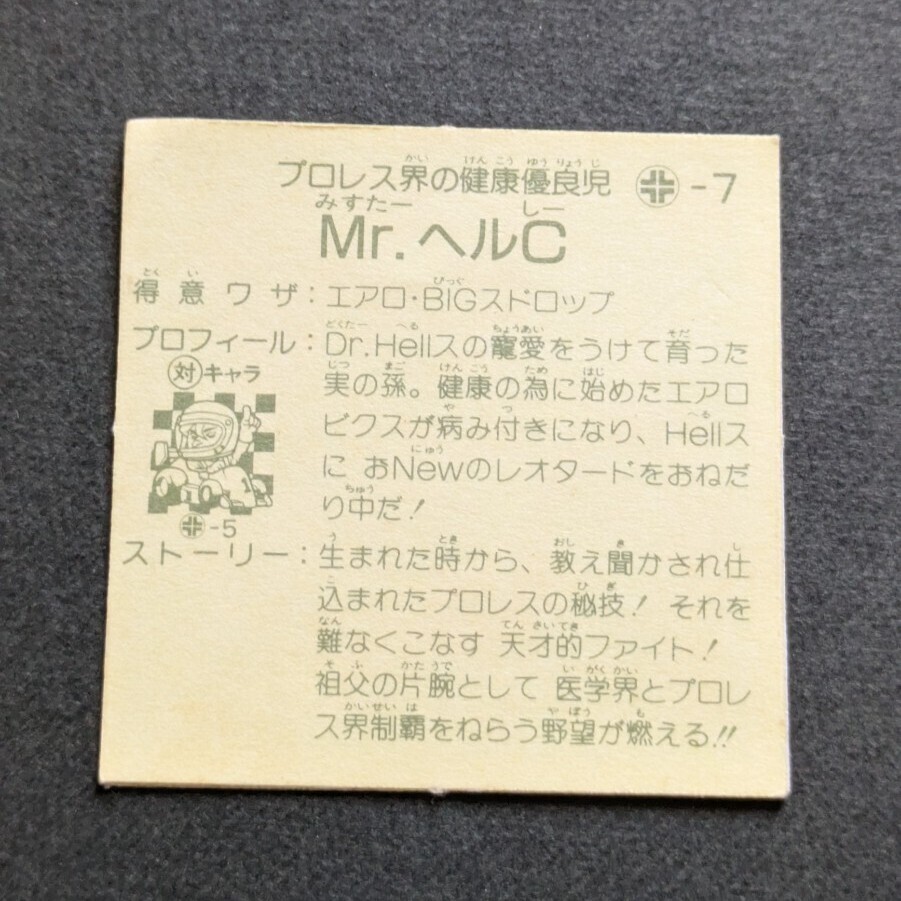 プロレス界の健康優良児 -7
Mr.ヘルC
得意ワザ：エアロ・BIGストロップ
プロフィール：Dr.Hellスの寵愛をうけて育った
実の孫。健康の為に始めたエアロ
ビクスが病み付きになり、Hellス
に おNewのレオタードをおねだ
り中だ！
対キャラ
-5
ストーリー：生まれた時から、教え聞かされ仕
込まれたプロレスの秘技！それを
難なくこなす 天才的ファイト！
祖父の片腕として 医学界とプロレ
ス界制覇をねらう野望が燃える!!